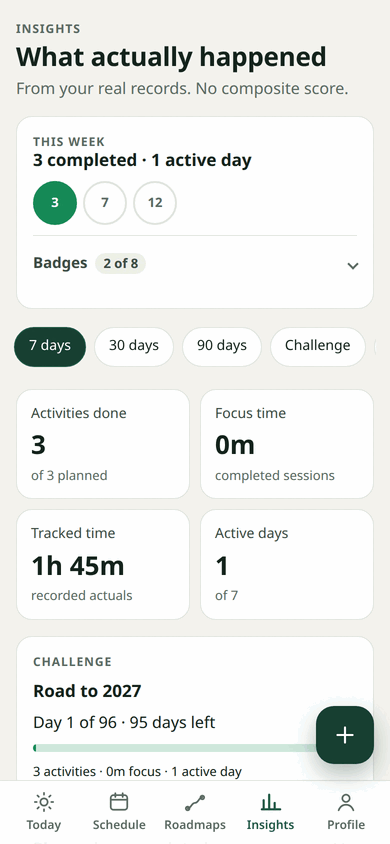 INSIGHTS
What actually happened
From your real records. No composite score.
THIS WEEK
3 completed · 1 active day
3 7 12
Badges 2 of 8
7 days 30 days 90 days Challenge
Activities done
3
of 3 planned
Focus time
0m
completed sessions
Tracked time
1h 45m
recorded actuals
Active days
1
of 7
CHALLENGE
Road to 2027
Day 1 of 96 · 95 days left
3 activities · 0m focus · 1 active day
Today Schedule Roadmaps Insights Profile